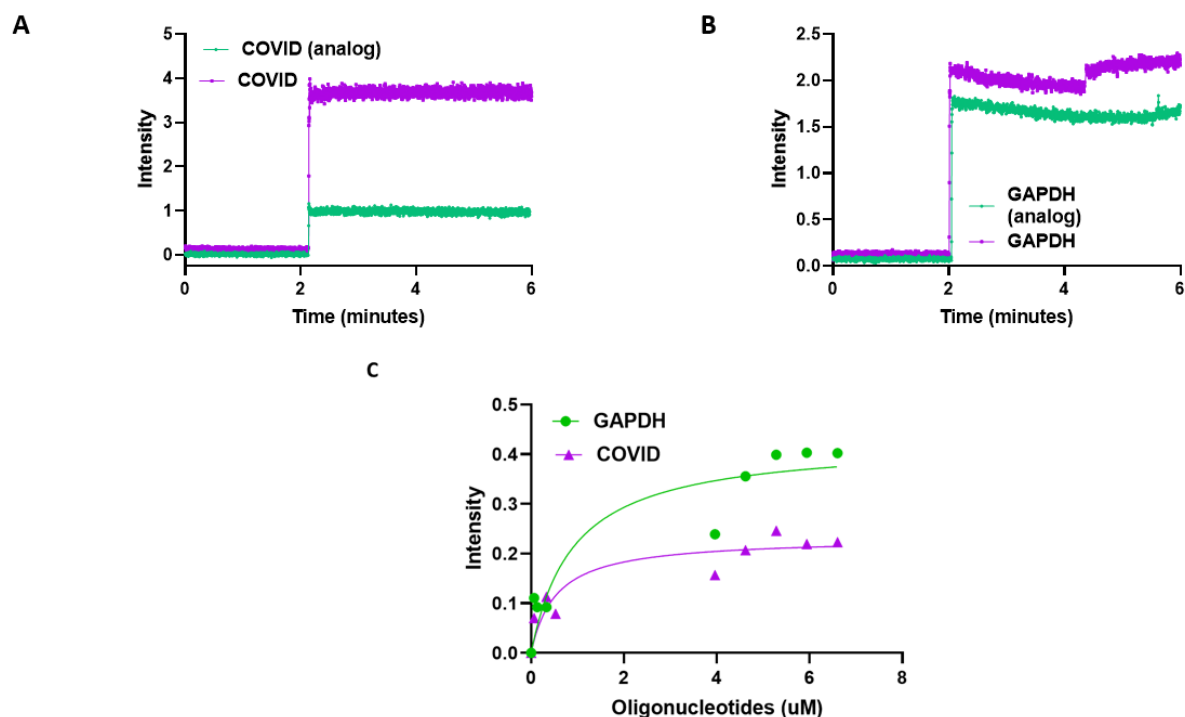 A
COVID (analog)
COVID
Intensity
5
4
3
2
1
0
0
2
4
6
Time (minutes)
B
Intensity
2.5
2.0
1.5
1.0
0.5
0.0
GAPDH
(analog)
GAPDH
0
2
4
6
Time (minutes)
C
GAPDH
COVID
Intensity
0.5
0.4
0.3
0.2
0.1
0.0
0
2
4
6
8
Oligonucleotides (uM)